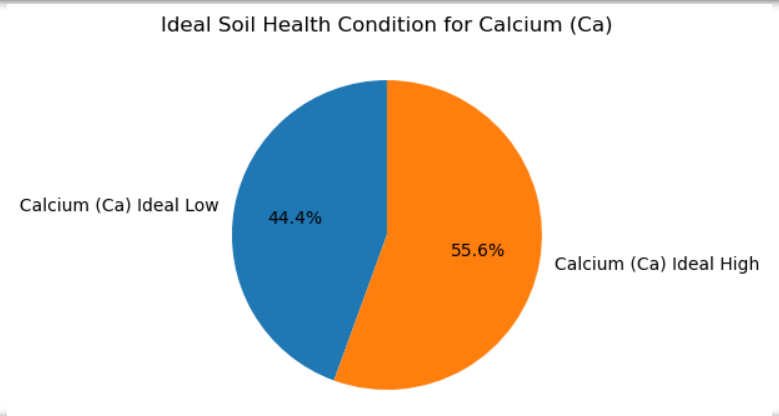 Ideal Soil Health Condition for Calcium (Ca)
Calcium (Ca) Ideal Low
44.4%
55.6%
Calcium (Ca) Ideal High